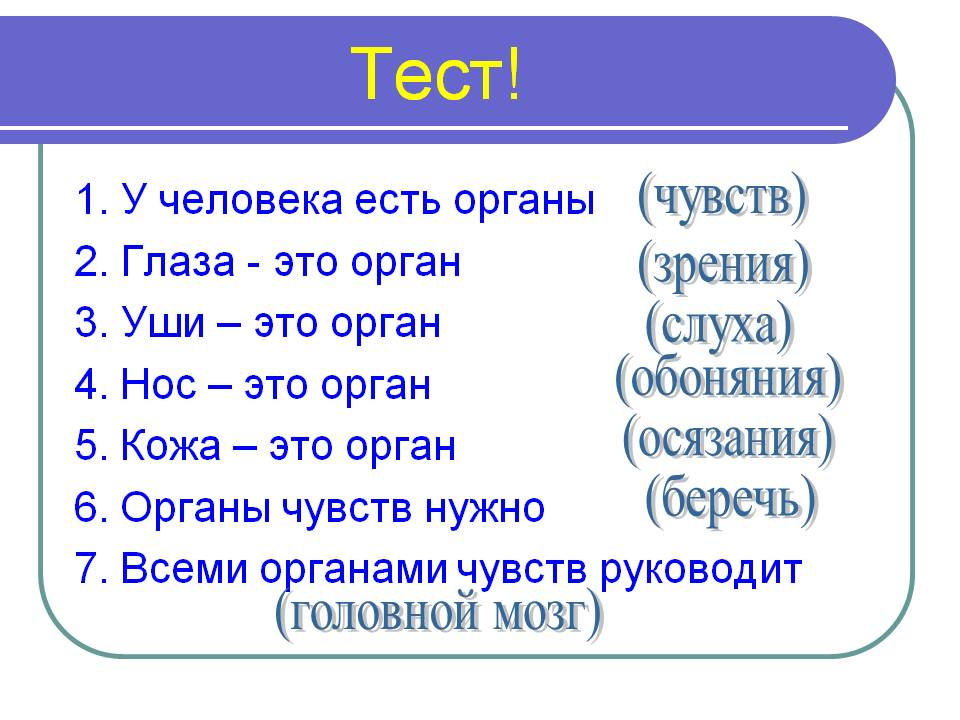 Тест!
1. У человека есть органы (чувств)
2. Глаза - это орган (зрения)
3. Уши – это орган (слуха)
4. Нос – это орган (обоняния)
5. Кожа – это орган (осязания)
6. Органы чувств нужно (беречь)
7. Всеми органами чувств руководит
(головной мозг)